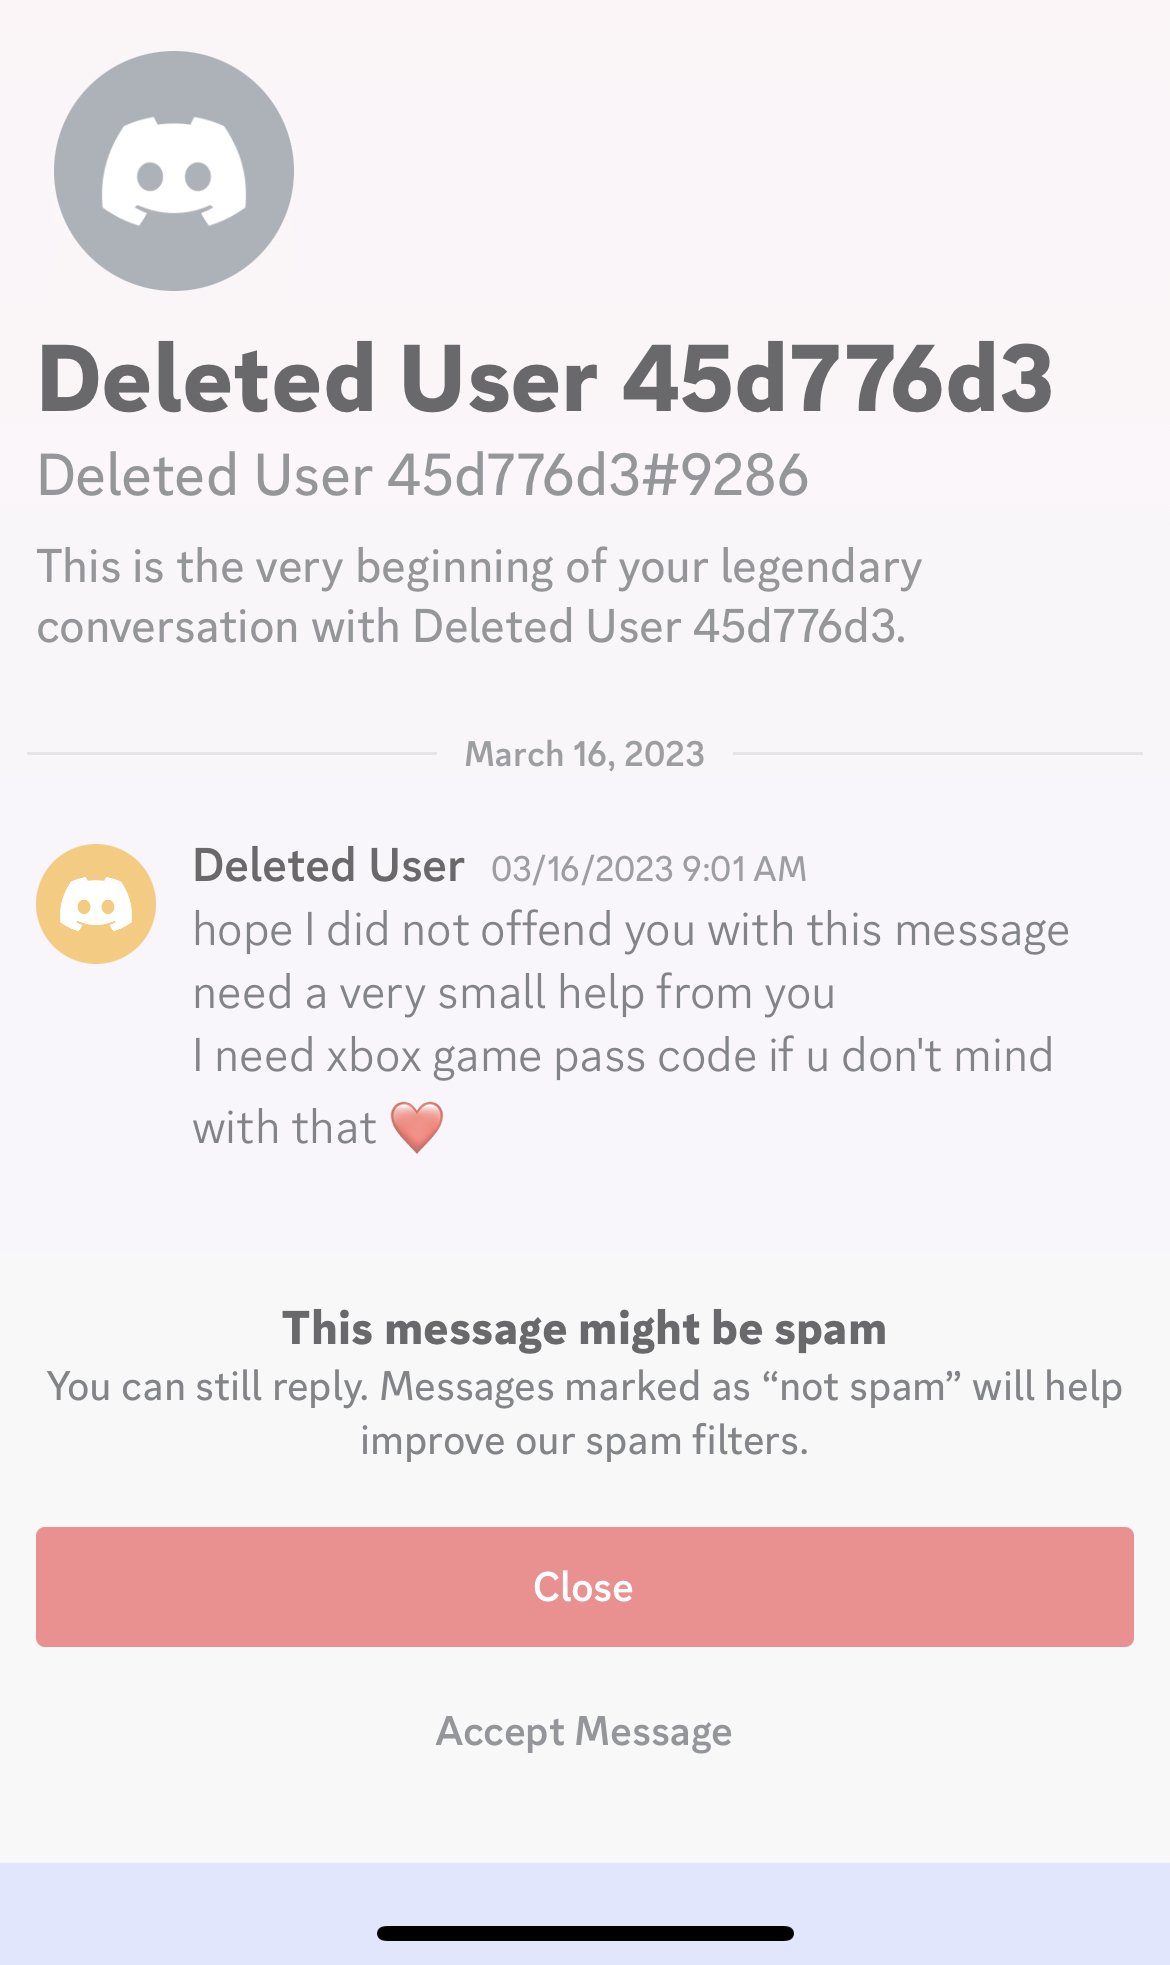 Deleted User 45d776d3
Deleted User 45d776d3#9286
This is the very beginning of your legendary
conversation with Deleted User 45d776d3.
March 16, 2023
Deleted User 03/16/2023 9:01 AM
hope I did not offend you with this message
need a very small help from you
I need xbox game pass code if u don't mind
with that ❤️
This message might be spam
You can still reply. Messages marked as “not spam” will help
improve our spam filters.
Close
Accept Message